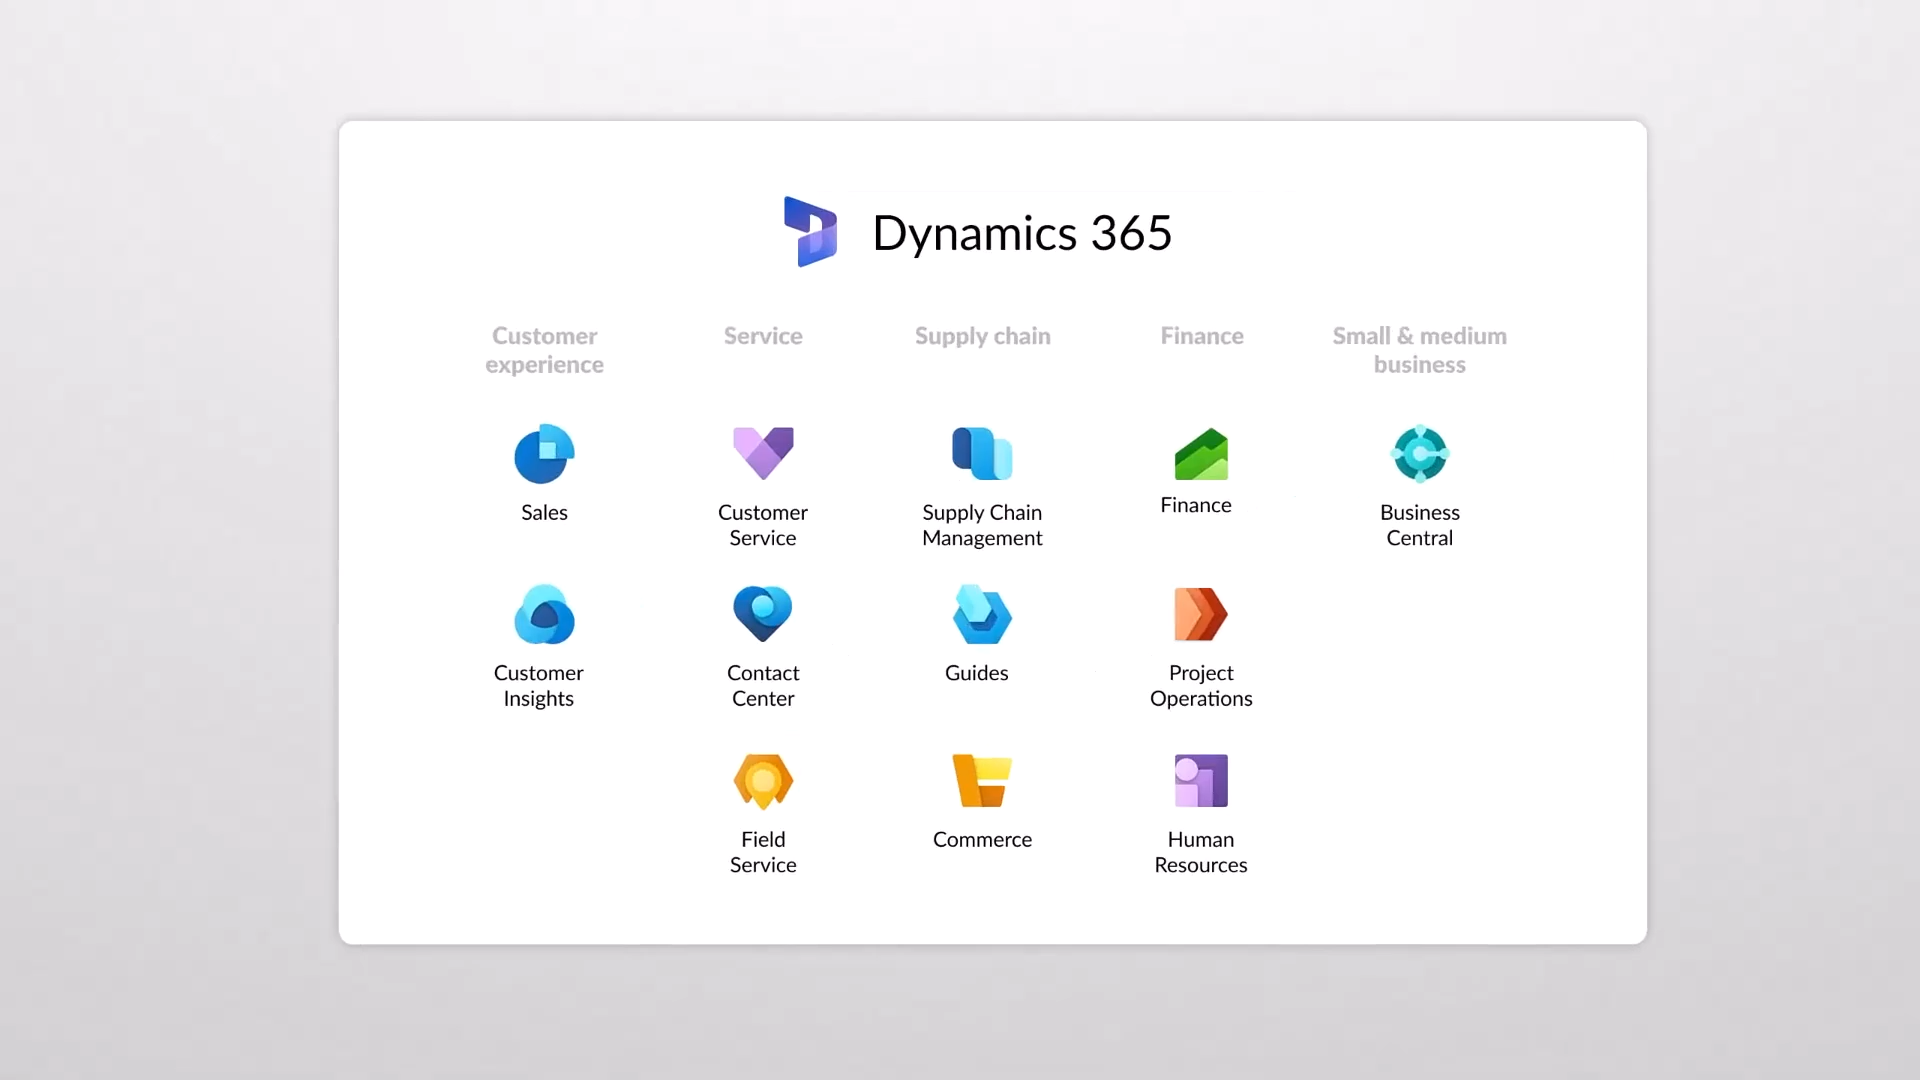 Dynamics 365
Customer
experience
Service
Supply chain
Finance
Small & medium
business
Sales
Customer
Service
Supply Chain
Management
Finance
Business
Central
Customer
Insights
Contact
Center
Guides
Project
Operations
Field
Service
Commerce
Human
Resources